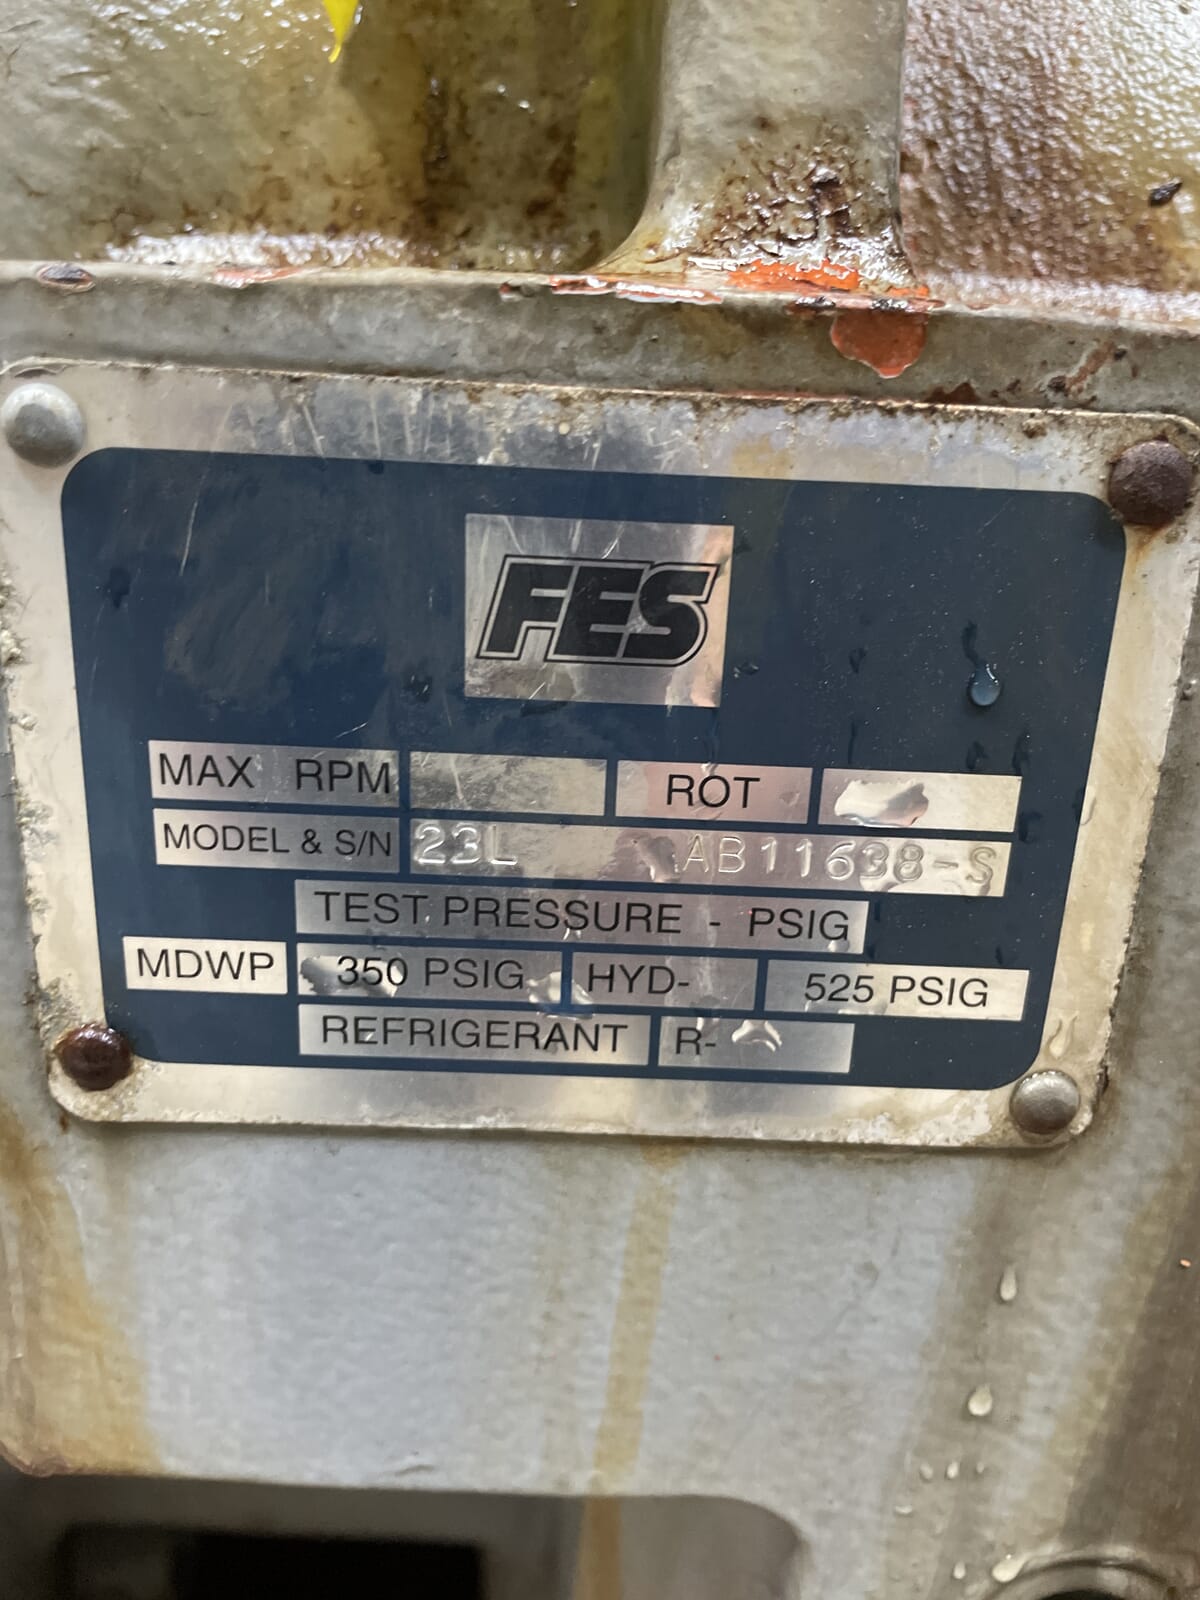 FES
MAX RPM ROT
MODEL & S/N 23L AB11638-S
TEST PRESSURE - PSIG
MDWP 350 PSIG HYD- 525 PSIG
REFRIGERANT R-